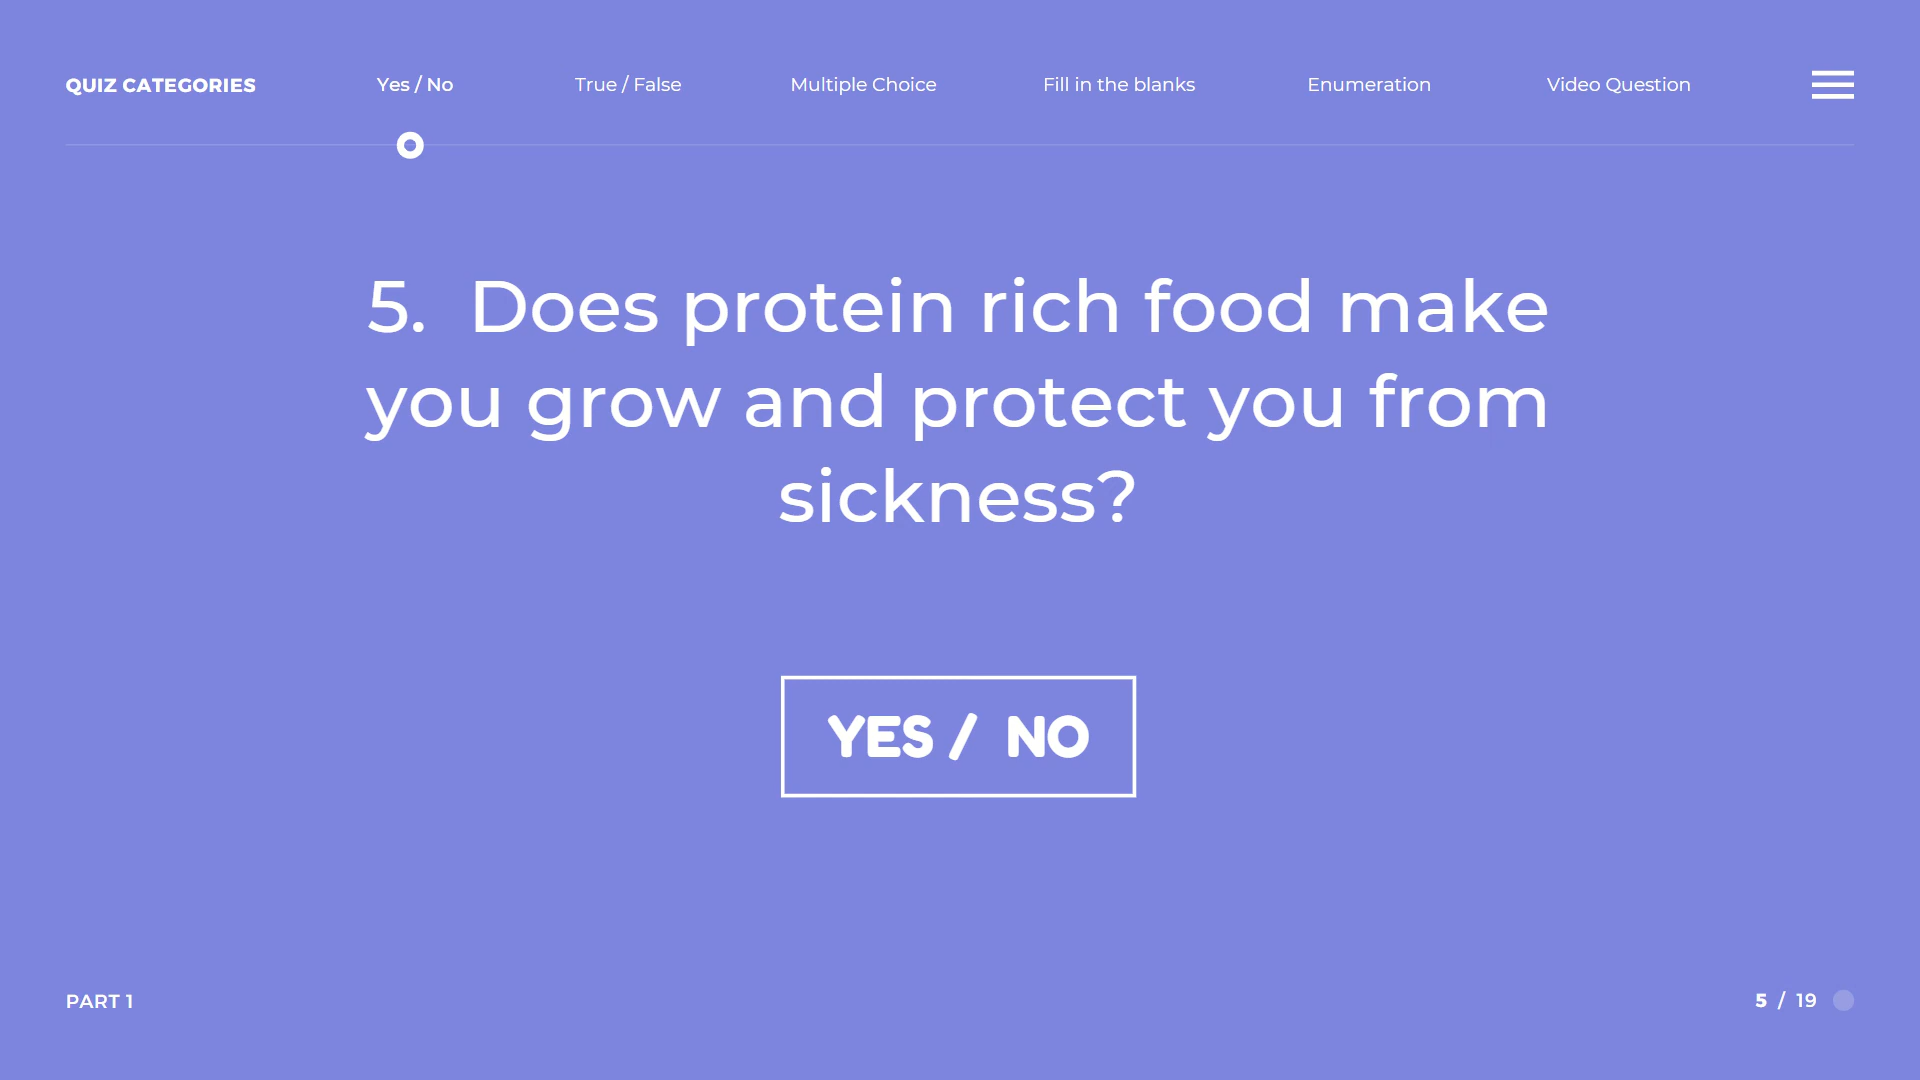 QUIZ CATEGORIES
Yes / No
True / False
Multiple Choice
Fill in the blanks
Enumeration
Video Question
5. Does protein rich food make
you grow and protect you from
sickness?
YES / NO
PART 1
5 / 19